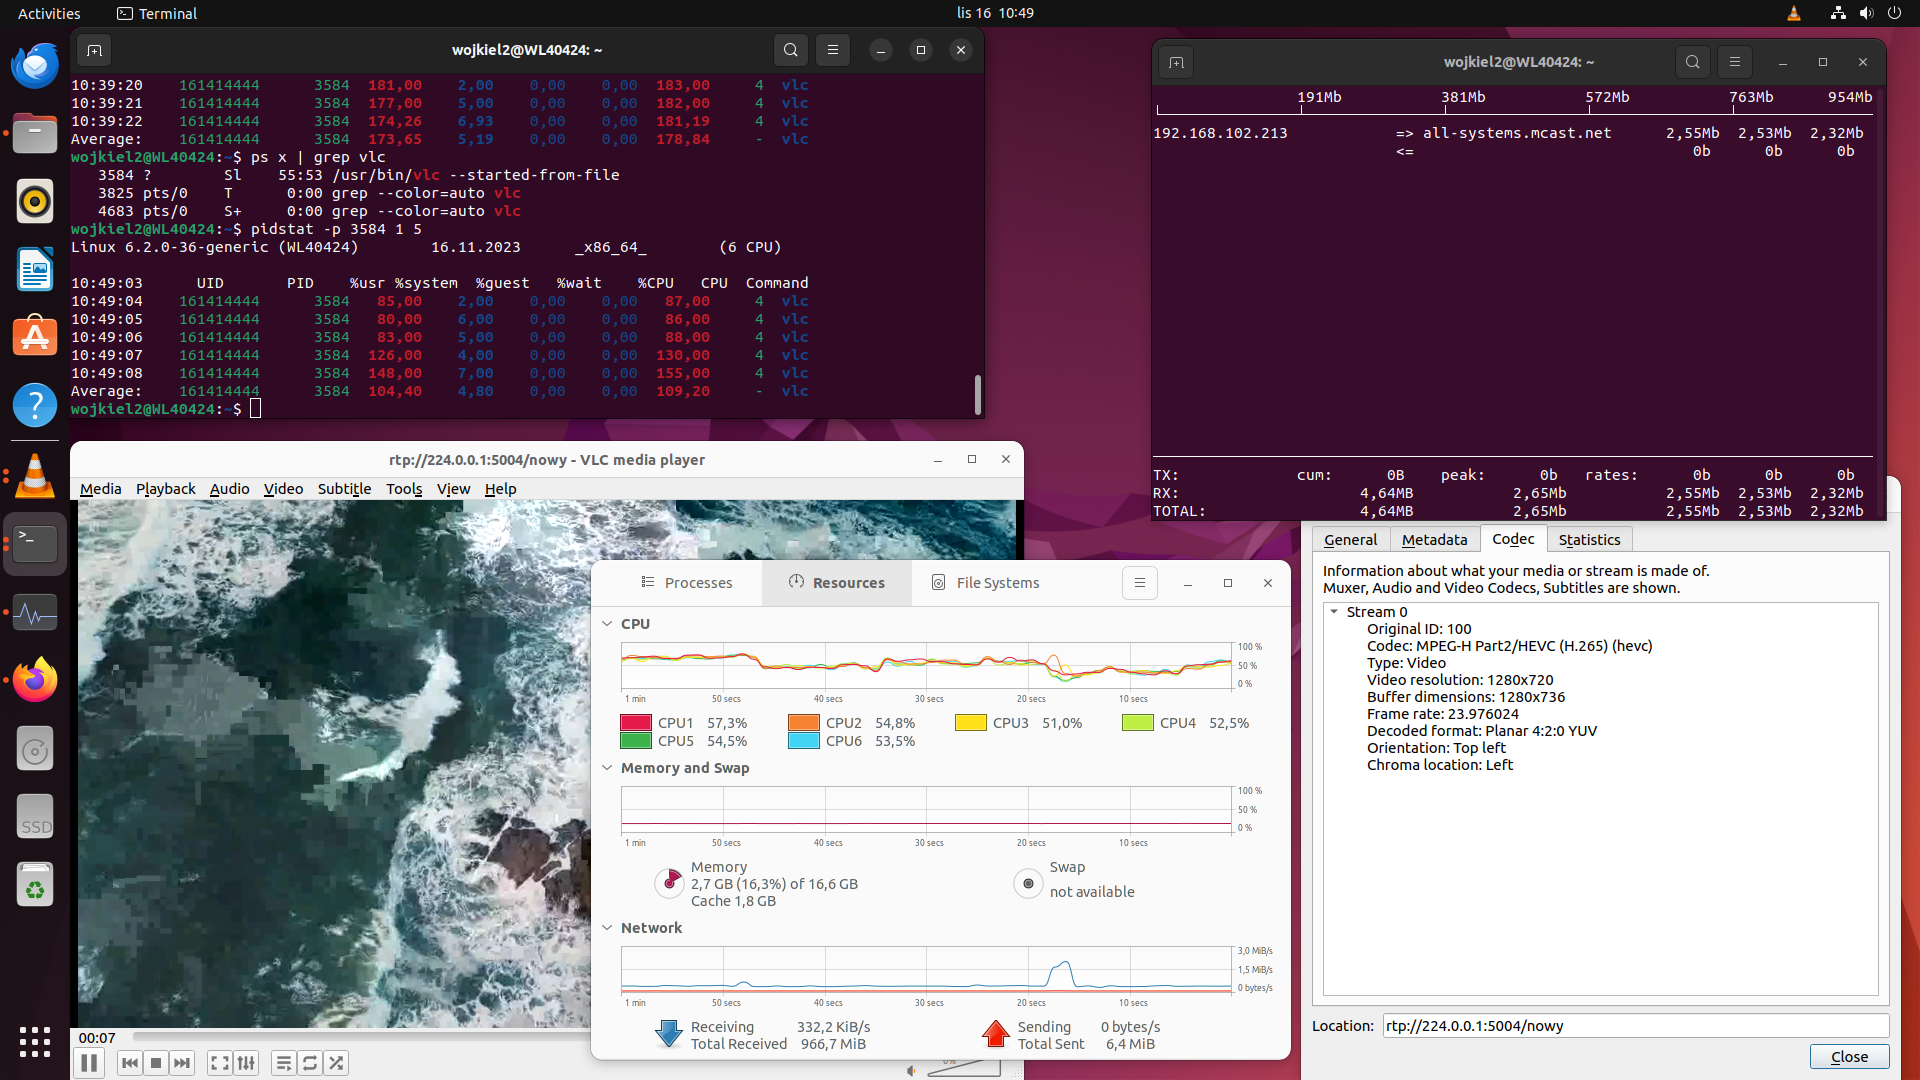 Activities
Terminal
lis 16 10:49
wojkiel2@WL40424: ~
10:39:20 161414444 3584 181,00 2,00 0,00 0,00 183,00 4 vlc
10:39:21 161414444 3584 177,00 5,00 0,00 0,00 182,00 4 vlc
10:39:22 161414444 3584 174,26 6,93 0,00 0,00 181,19 4 vlc
Average: 161414444 3584 173,65 5,19 0,00 0,00 178,84 - vlc
wojkiel2@WL40424:~$ ps x | grep vlc
3584 ? Sl 55:53 /usr/bin/vlc --started-from-file
3825 pts/0 T 0:00 grep --color=auto vlc
4683 pts/0 S+ 0:00 grep --color=auto vlc
wojkiel2@WL40424:~$ pidstat -p 3584 1 5
Linux 6.2.0-36-generic (WL40424) 16.11.2023 _x86_64_ (6 CPU)
10:49:03 UID PID %usr %system %guest %wait %CPU CPU Command
10:49:04 161414444 3584 85,00 2,00 0,00 0,00 87,00 4 vlc
10:49:05 161414444 3584 80,00 6,00 0,00 0,00 86,00 4 vlc
10:49:06 161414444 3584 83,00 5,00 0,00 0,00 88,00 4 vlc
10:49:07 161414444 3584 126,00 4,00 0,00 0,00 130,00 4 vlc
10:49:08 161414444 3584 148,00 7,00 0,00 0,00 155,00 4 vlc
Average: 161414444 3584 104,40 4,80 0,00 0,00 109,20 - vlc
wojkiel2@WL40424:~$
wojkiel2@WL40424: ~
191Mb 381Mb 572Mb 763Mb 954Mb
192.168.102.213 => all-systems.mcast.net 2,55Mb 2,53Mb 2,32Mb
<= 0b 0b 0b
TX: cum: 0B peak: 0b rates: 0b 0b 0b
RX: 4,64MB 2,65Mb 2,55Mb 2,53Mb 2,32Mb
TOTAL: 4,64MB 2,65Mb 2,55Mb 2,53Mb 2,32Mb
rtp://224.0.0.1:5004/nowy - VLC media player
Media Playback Audio Video Subtitle Tools View Help
00:07
0%
Processes Resources File Systems
CPU
100 %
50 %
0 %
1 min 50 secs 40 secs 30 secs 20 secs 10 secs
CPU1 57,3% CPU2 54,8% CPU3 51,0% CPU4 52,5%
CPU5 54,5% CPU6 53,5%
Memory and Swap
100 %
50 %
0 %
1 min 50 secs 40 secs 30 secs 20 secs 10 secs
Memory
2,7 GB (16,3%) of 16,6 GB
Cache 1,8 GB
Swap
not available
Network
3,0 MiB/s
1,5 MiB/s
0 bytes/s
1 min 50 secs 40 secs 30 secs 20 secs 10 secs
Receiving 332,2 KiB/s
Total Received 966,7 MiB
Sending 0 bytes/s
Total Sent 6,4 MiB
General Metadata Codec Statistics
Information about what your media or stream is made of.
Muxer, Audio and Video Codecs, Subtitles are shown.
Stream 0
Original ID: 100
Codec: MPEG-H Part2/HEVC (H.265) (hevc)
Type: Video
Video resolution: 1280x720
Buffer dimensions: 1280x736
Frame rate: 23.976024
Decoded format: Planar 4:2:0 YUV
Orientation: Top left
Chroma location: Left
Location: rtp://224.0.0.1:5004/nowy
Close
>_
?
SSD